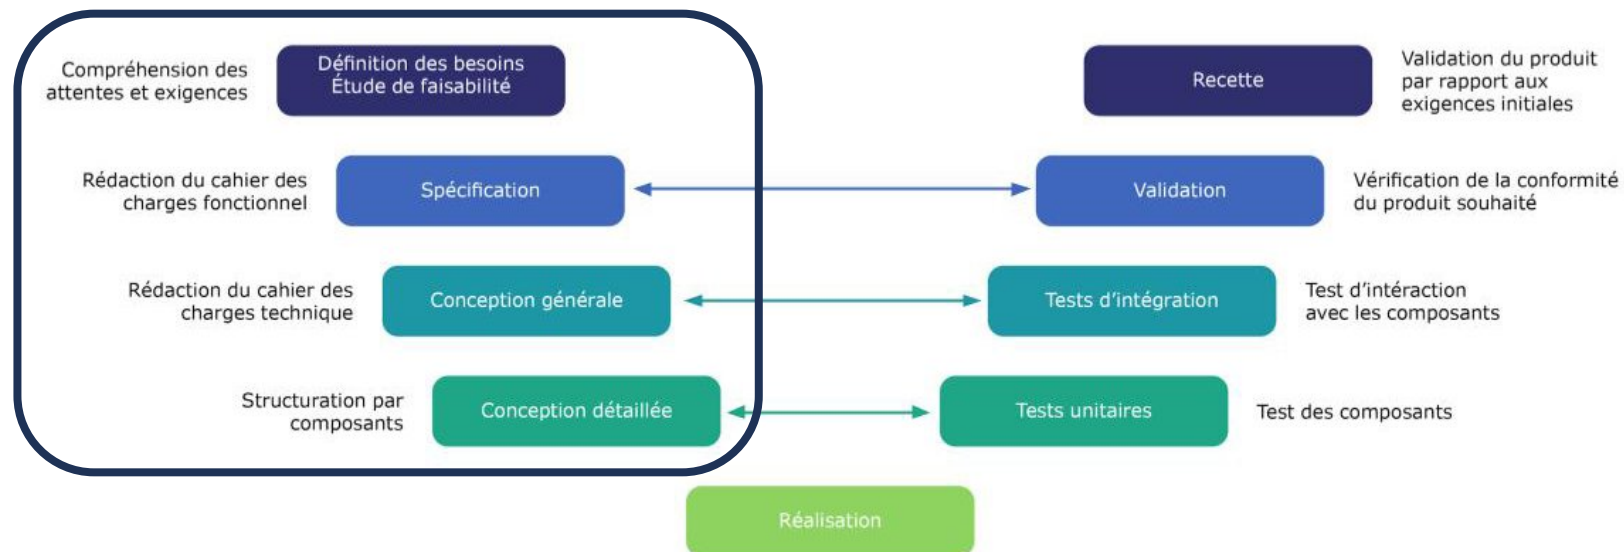 Compréhension des
attentes et exigences
Définition des besoins
Étude de faisabilité
Recette
Validation du produit
par rapport aux
exigences initiales
Rédaction du cahier des
charges fonctionnel
Spécification
Validation
Vérification de la conformité
du produit souhaité
Rédaction du cahier des
charges technique
Conception générale
Tests d'intégration
Test d'intéraction
avec les composants
Structuration par
composants
Conception détaillée
Tests unitaires
Test des composants
Réalisation